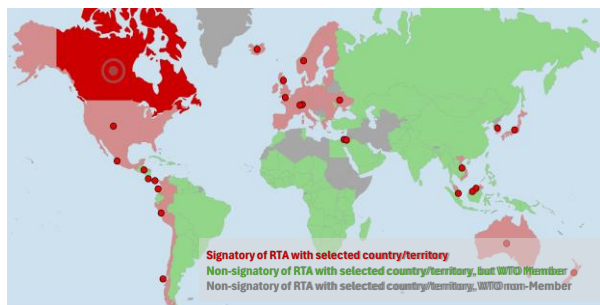 Signatory of RTA with selected country/territory
Non-signatory of RTA with selected country/territory, but WTO Member
Non-signatory of RTA with selected country/territory, WTO non-Member